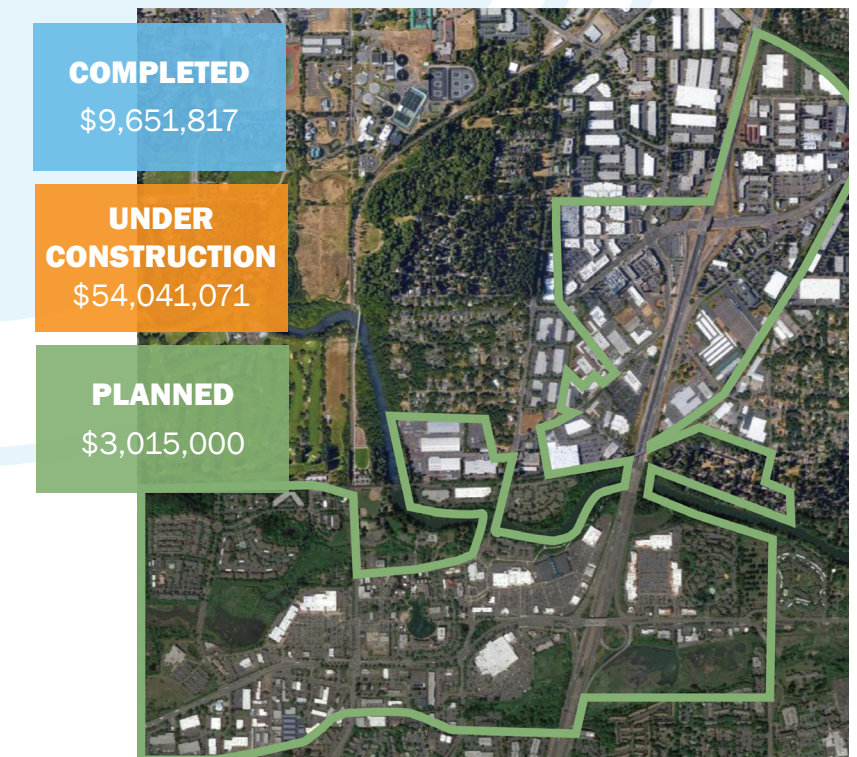 COMPLETED
$9,651,817
UNDER
CONSTRUCTION
$54,041,071
PLANNED
$3,015,000